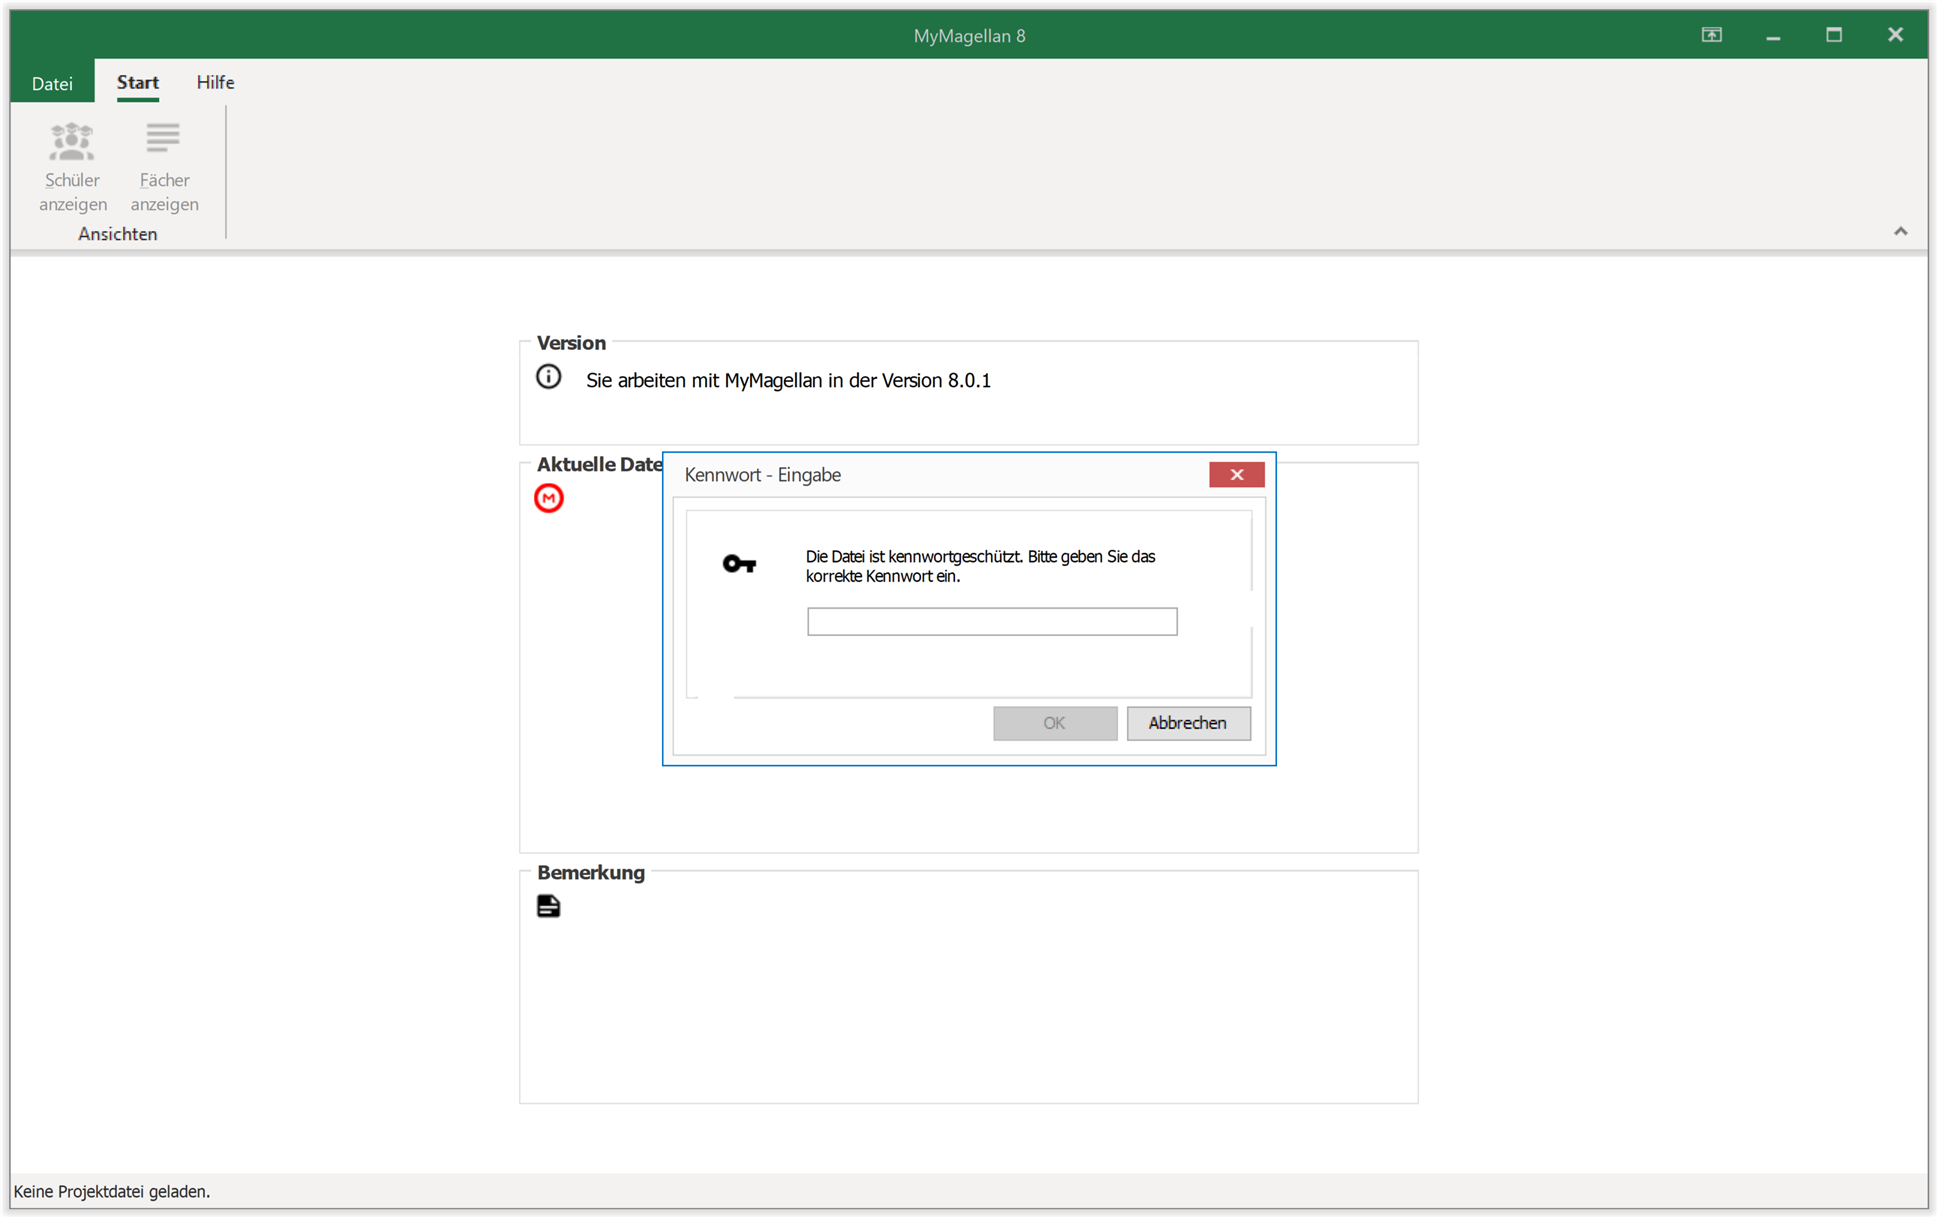 MyMagellan 8
Datei Start Hilfe
Schüler anzeigen
Fächer anzeigen
Ansichten
Version
Sie arbeiten mit MyMagellan in der Version 8.0.1
Aktuelle Date
M
Kennwort - Eingabe
Die Datei ist kennwortgeschützt. Bitte geben Sie das
korrekte Kennwort ein.
OK Abbrechen
Bemerkung
Keine Projektdatei geladen.